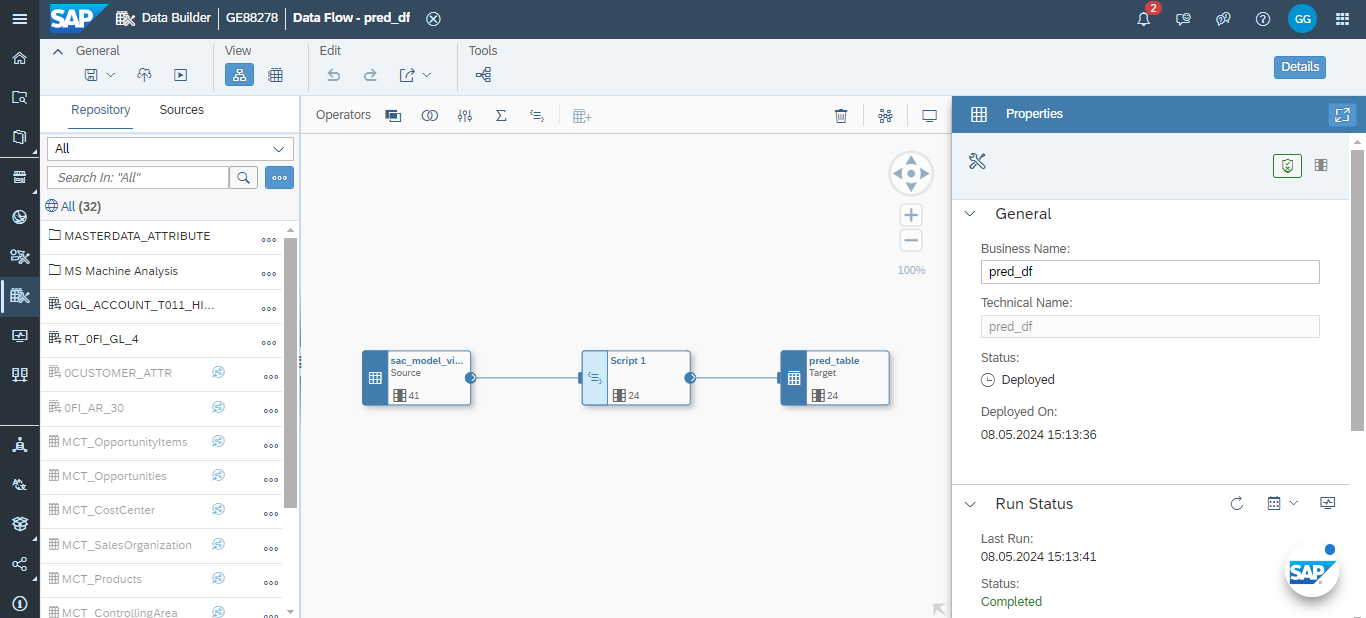 SAP Data Builder GE88278 Data Flow - pred_df 2 GG
General View Edit Tools
Details
Repository Sources
Operators
Properties
All
Search In: "All"
All (32)
MASTERDATA_ATTRIBUTE
MS Machine Analysis
0GL_ACCOUNT_T011_HI...
RT_0FI_GL_4
0CUSTOMER_ATTR
0FI_AR_30
MCT_OpportunityItems
MCT_Opportunities
MCT_CostCenter
MCT_SalesOrganization
MCT_Products
MCT_ControllingArea
100%
sac_model_vi...
Source
41
Script 1
24
pred_table
Target
24
General
Business Name:
pred_df
Technical Name:
pred_df
Status:
Deployed
Deployed On:
08.05.2024 15:13:36
Run Status
Last Run:
08.05.2024 15:13:41
Status:
Completed
SAP